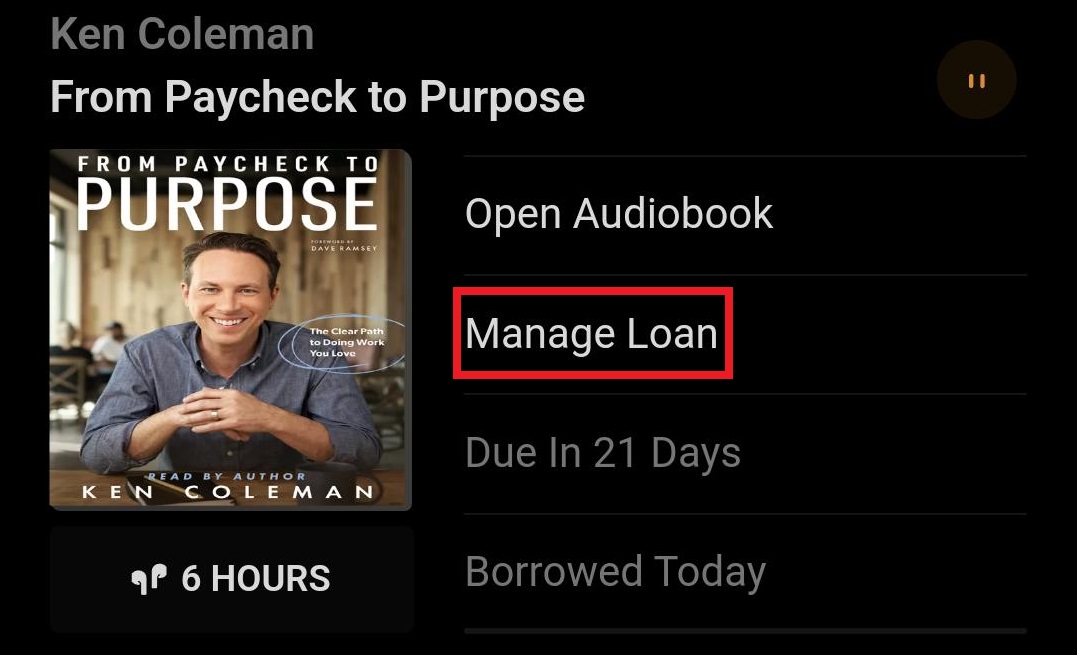 Ken Coleman
From Paycheck to Purpose
FROM PAYCHECK TO
PURPOSE
FOREWORD BY
DAVE RAMSEY
The Clear Path
to Doing Work
You Love
READ BY AUTHOR
KEN COLEMAN
6 HOURS
Open Audiobook
Manage Loan
Due In 21 Days
Borrowed Today